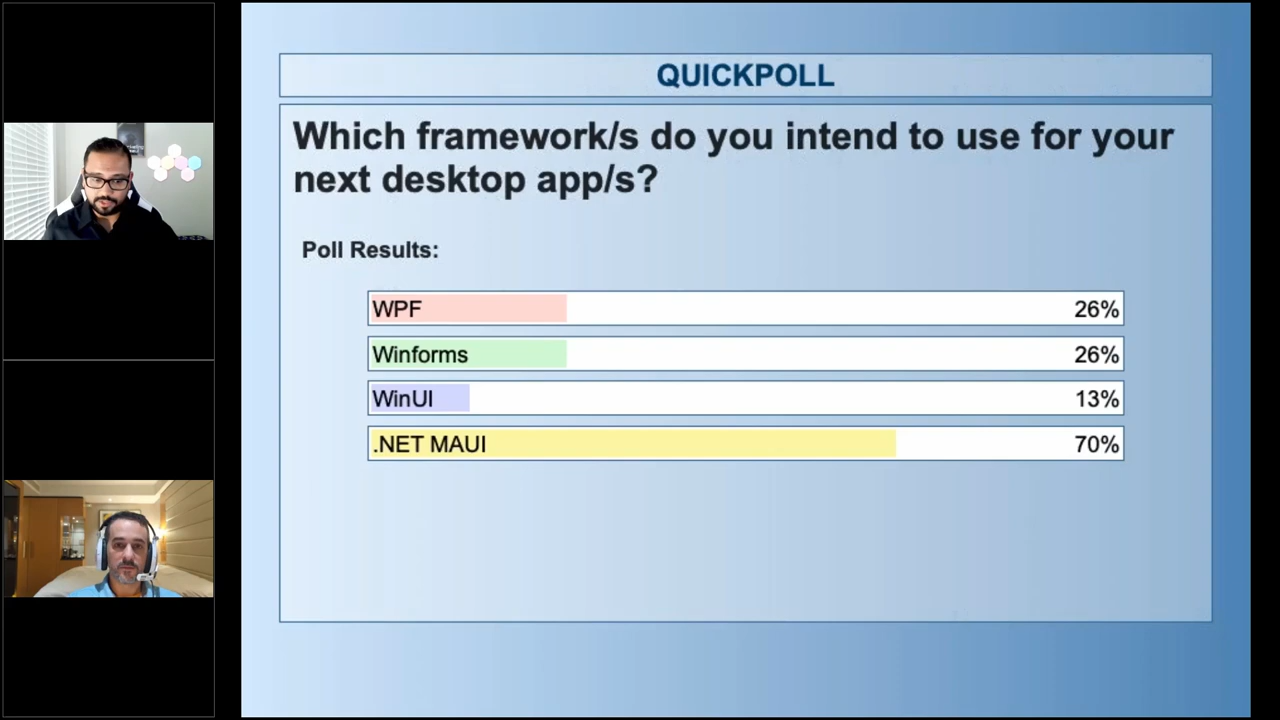 QUICKPOLL
Which framework/s do you intend to use for your
next desktop app/s?
Poll Results:
WPF 26%
Winforms 26%
WinUI 13%
.NET MAUI 70%